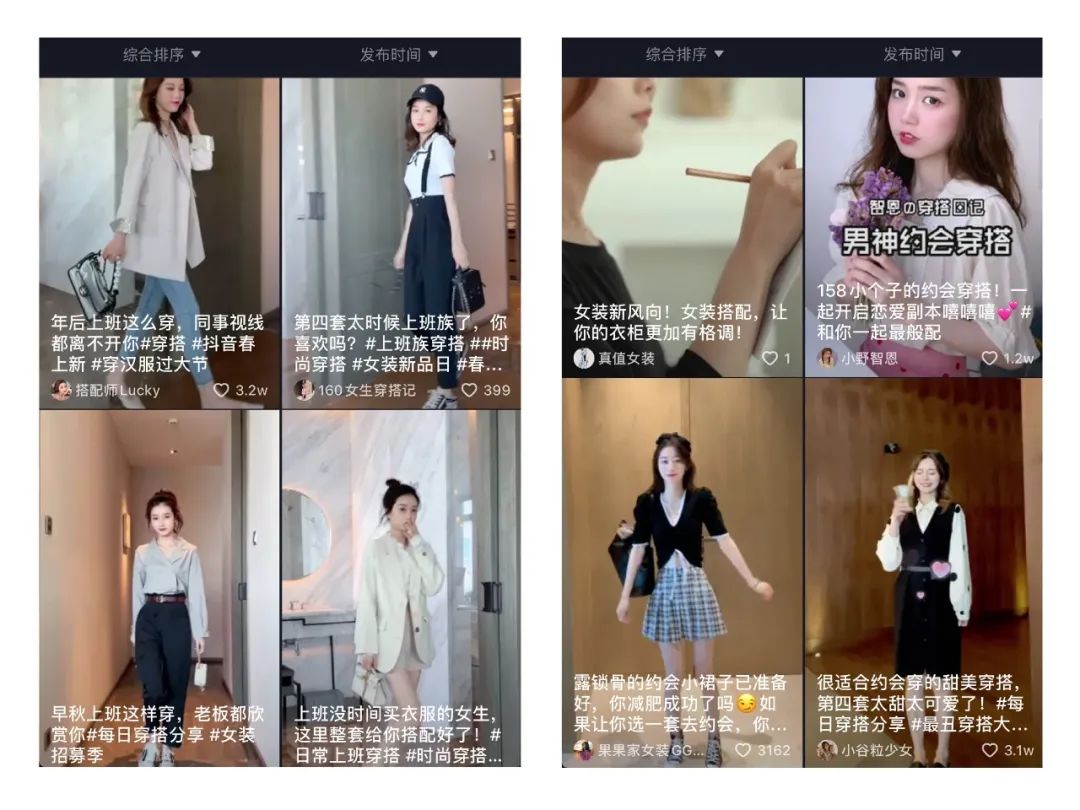 综合排序 ▼
发布时间 ▼
年后上班这么穿，同事视线
都离不开你#穿搭 #抖音春
上新 #穿汉服过大节
搭配师Lucky
3.2w
第四套太时候上班族了，你
喜欢吗？#上班族穿搭 ##时
尚穿搭 #女装新品日 #春...
160女生穿搭记
399
早秋上班这样穿，老板都欣
赏你#每日穿搭分享 #女装
招募季
上班没时间买衣服的女生，
这里整套给你搭配好了！#
日常上班穿搭 #时尚穿搭...
综合排序 ▼
发布时间 ▼
女装新风向！女装搭配，让
你的衣柜更加有格调！
真值女装
1
智恩の穿搭日记
男神约会穿搭
158小个子的约会穿搭！一
起开启恋爱副本嘻嘻嘻💕#
和你一起最般配
小野智恩
1.2w
露锁骨的约会小裙子已准备
好，你减肥成功了吗😏如
果让你选一套去约会，你...
果果家女装GG...
3162
很适合约会穿的甜美穿搭，
第四套太甜太可爱了！#每
日穿搭分享 #最丑穿搭大...
小谷粒少女
3.1w